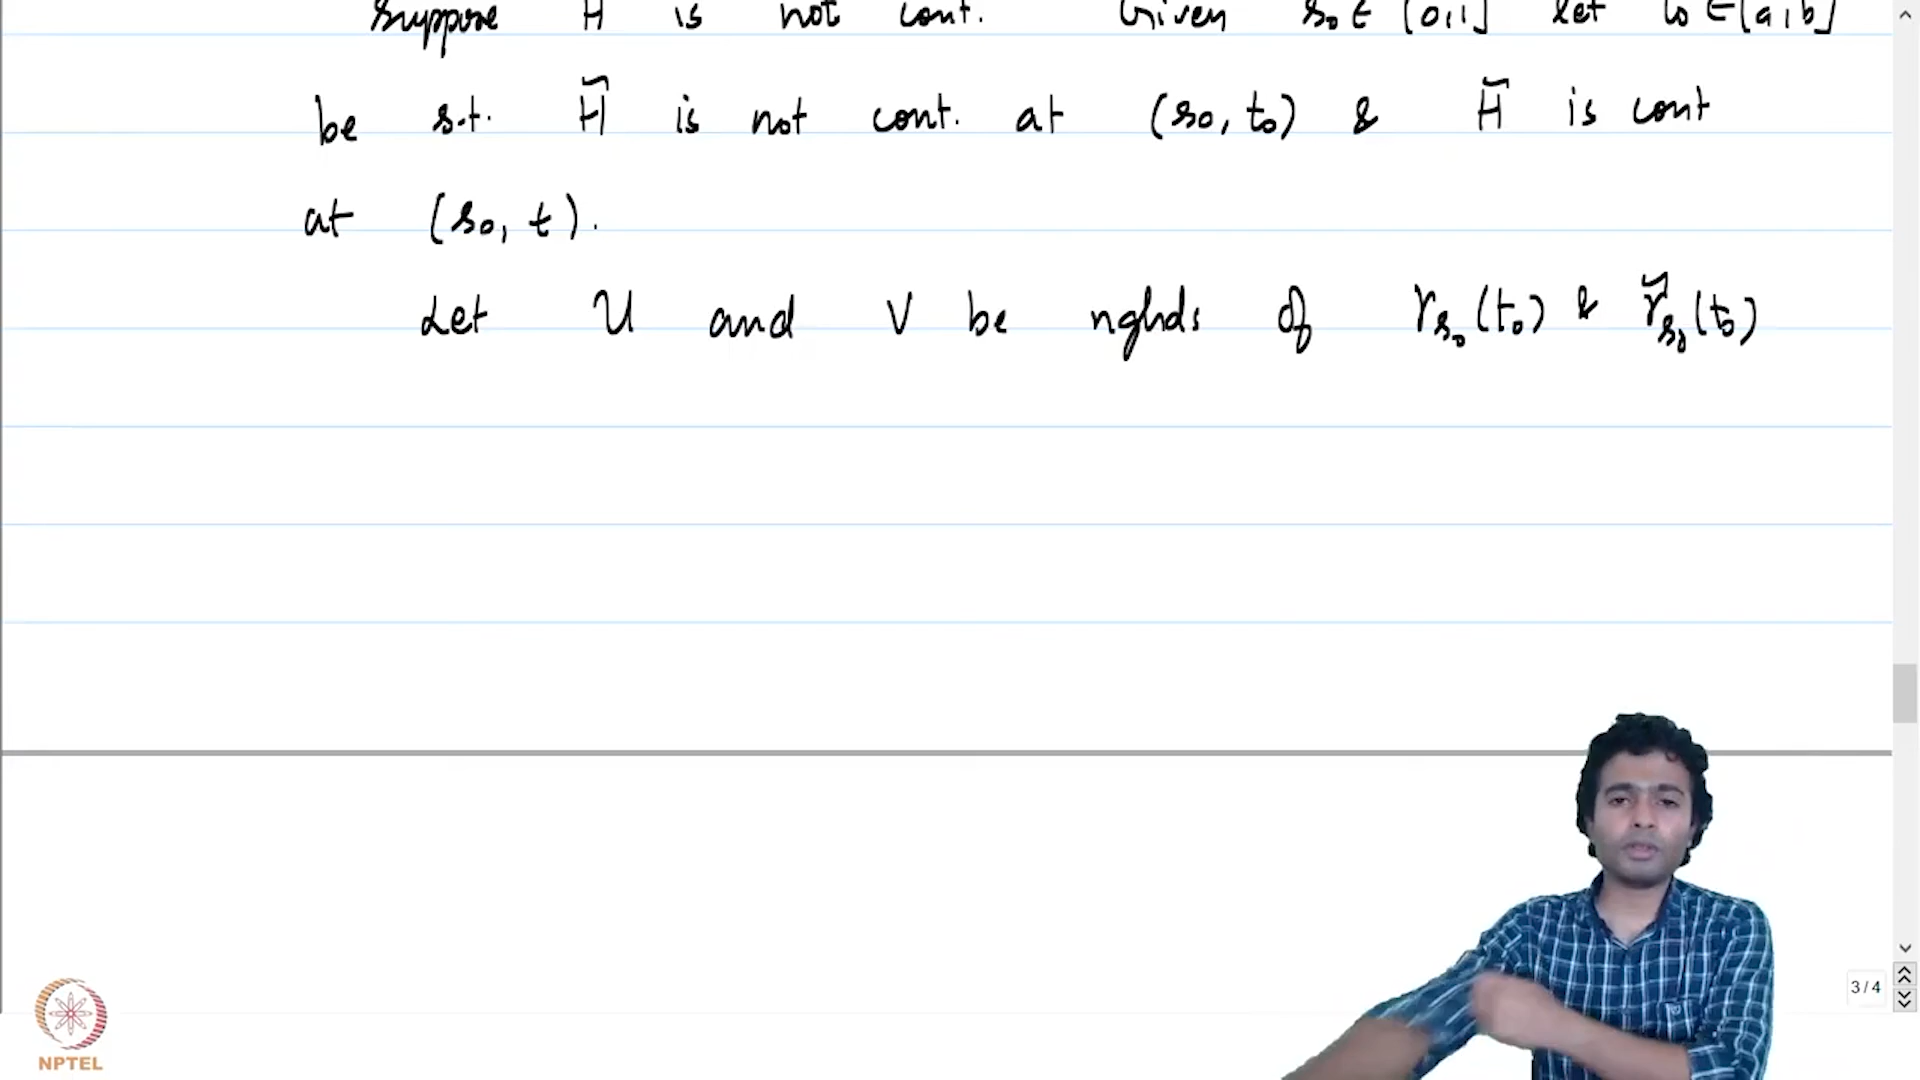 suppose H is not cont. Given s₀ ∈ [0,1] let t₀ ∈ [a,b]
be s.t. H̃ is not cont. at (s₀, t₀) & H̃ is cont
at (s₀, t).
Let U and V be nghds of γ_{s₀}(t₀) & γ̃_{s₀}(t₀)
3 / 4
NPTEL